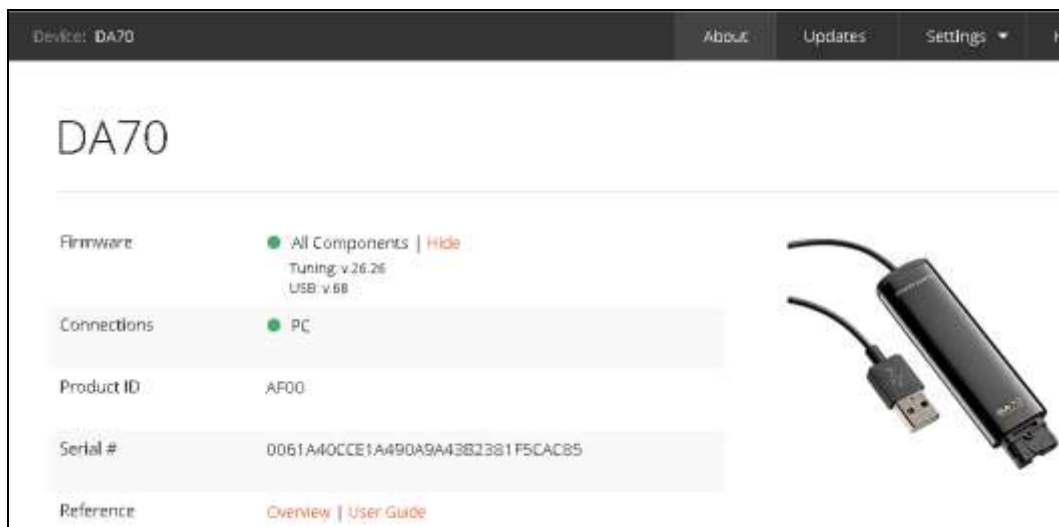 Device: DA70 About Updates Settings
DA70
Firmware All Components | Hide
Tuning: v.26.26
USB: v.68
Connections PC
Product ID AF00
Serial # 0061A40CCE1A490A9A43B2381F5CAC85
Reference Overview | User Guide